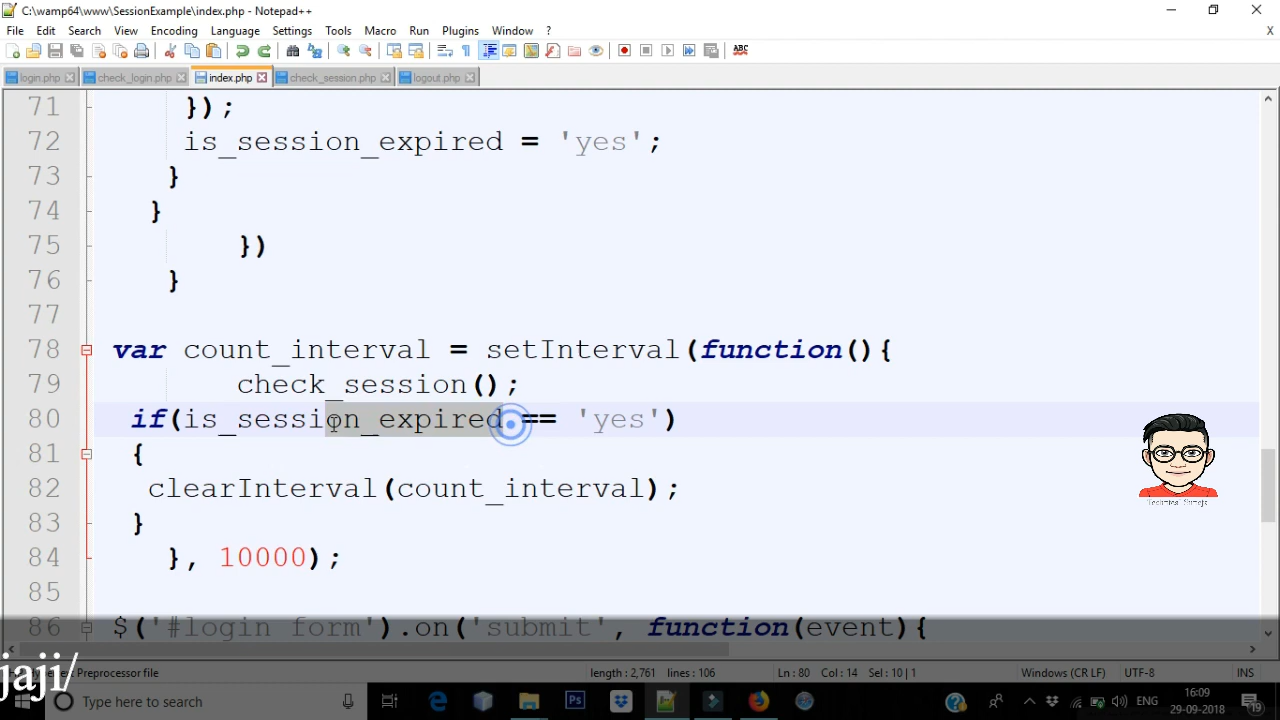 C:\wamp64\www\SessionExample\index.php - Notepad++
File Edit Search View Encoding Language Settings Tools Macro Run Plugins Window ?
X
ABC
login.php check_login.php index.php check_session.php logout.php
71 });
72 is_session_expired = 'yes';
73 }
74 }
75 })
76 }
77
78 var count_interval = setInterval(function(){
79 check_session();
80 if(is_session_expired == 'yes')
81 {
82 clearInterval(count_interval);
83 }
84 }, 10000);
85
86 $('#login form').on('submit', function(event){
jaji/
Preprocessor file length : 2,761 lines : 106 Ln : 80 Col : 14 Sel : 10 | 1 Windows (CR LF) UTF-8 INS
Type here to search
ENG
16:09
29-09-2018
19